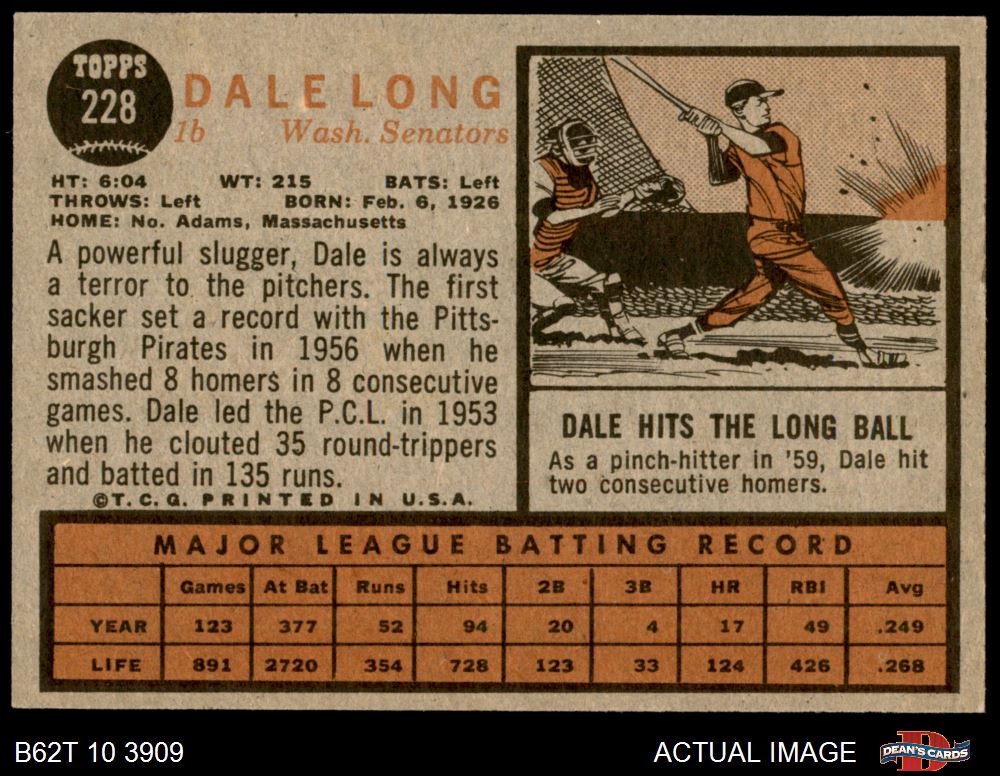 TOPPS
228
DALE LONG
1b Wash. Senators
HT: 6:04 WT: 215 BATS: Left
THROWS: Left BORN: Feb. 6, 1926
HOME: No. Adams, Massachusetts
A powerful slugger, Dale is always
a terror to the pitchers. The first
sacker set a record with the Pitts-
burgh Pirates in 1956 when he
smashed 8 homers in 8 consecutive
games. Dale led the P.C.L. in 1953
when he clouted 35 round-trippers
and batted in 135 runs.
©T.C.G. PRINTED IN U.S.A.
DALE HITS THE LONG BALL
As a pinch-hitter in '59, Dale hit
two consecutive homers.
MAJOR LEAGUE BATTING RECORD
Games At Bat Runs Hits 2B 3B HR RBI Avg
YEAR 123 377 52 94 20 4 17 49 .249
LIFE 891 2720 354 728 123 33 124 426 .268
B62T 10 3909
ACTUAL IMAGE
D
DEAN'S CARDS